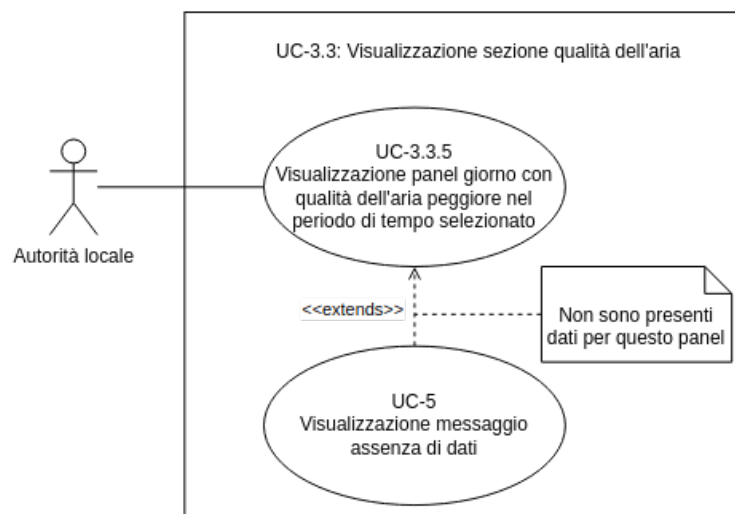 UC-3.3: Visualizzazione sezione qualità dell'aria
UC-3.3.5
Visualizzazione panel giorno con
qualità dell'aria peggiore nel
periodo di tempo selezionato
Autorità locale
<<extends>>
Non sono presenti
dati per questo panel
UC-5
Visualizzazione messaggio
assenza di dati